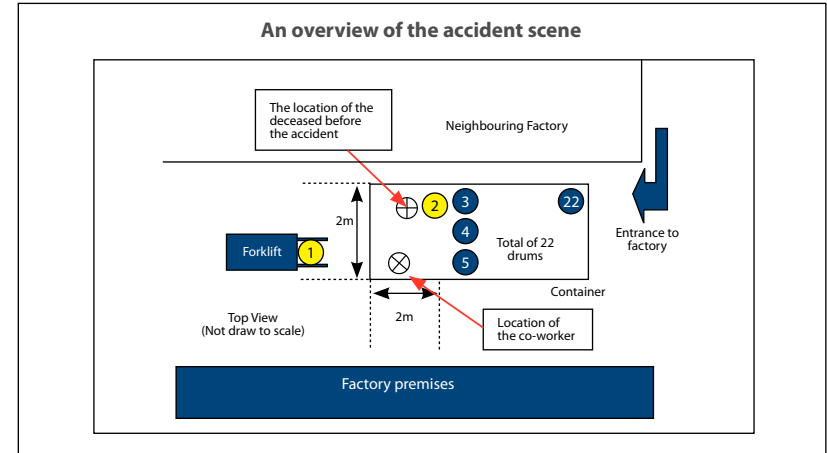 An overview of the accident scene
The location of the
deceased before
the accident
Neighbouring Factory
2m
2
3
22
4
5
Total of 22
drums
Entrance to
factory
Forklift
1
Container
2m
Top View
(Not draw to scale)
Location of
the co-worker
Factory premises